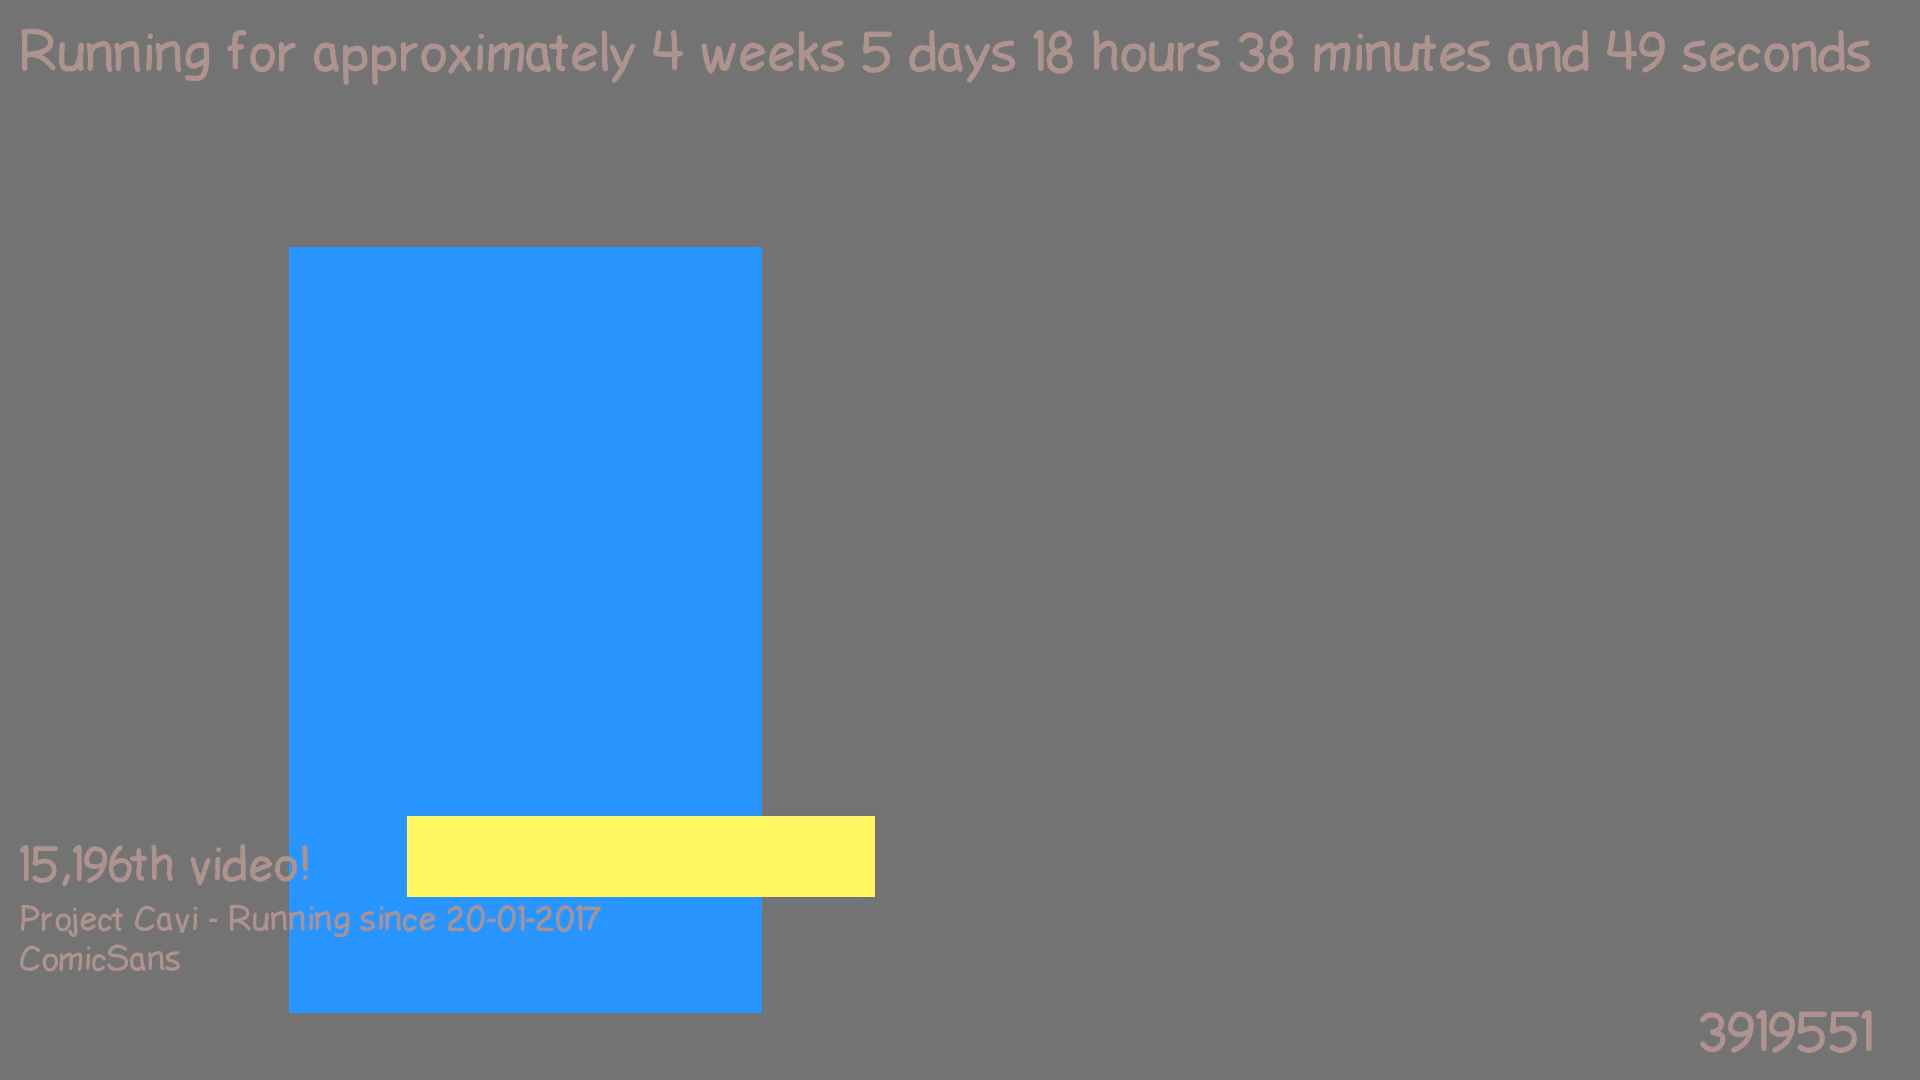 Running for approximately 4 weeks 5 days 18 hours 38 minutes and 49 seconds
15,196th video!
Project Cavi - Running since 20-01-2017
ComicSans
3919551